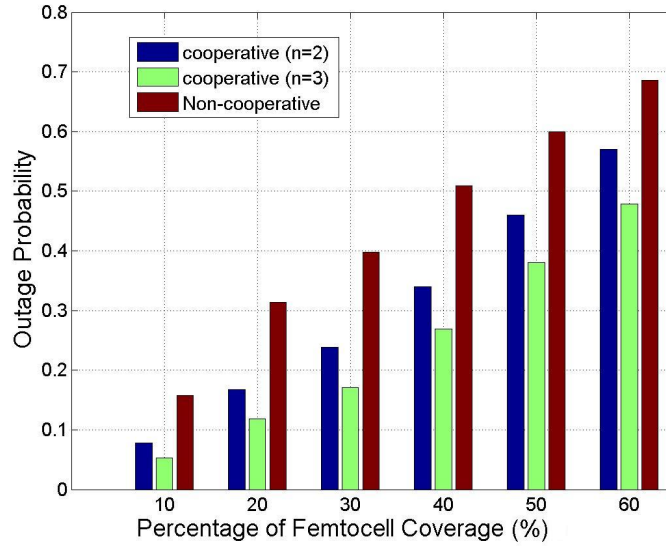 0.8
0.7
0.6
0.5
0.4
0.3
0.2
0.1
0
Outage Probability
cooperative (n=2)
cooperative (n=3)
Non-cooperative
10 20 30 40 50 60
Percentage of Femtocell Coverage (%)